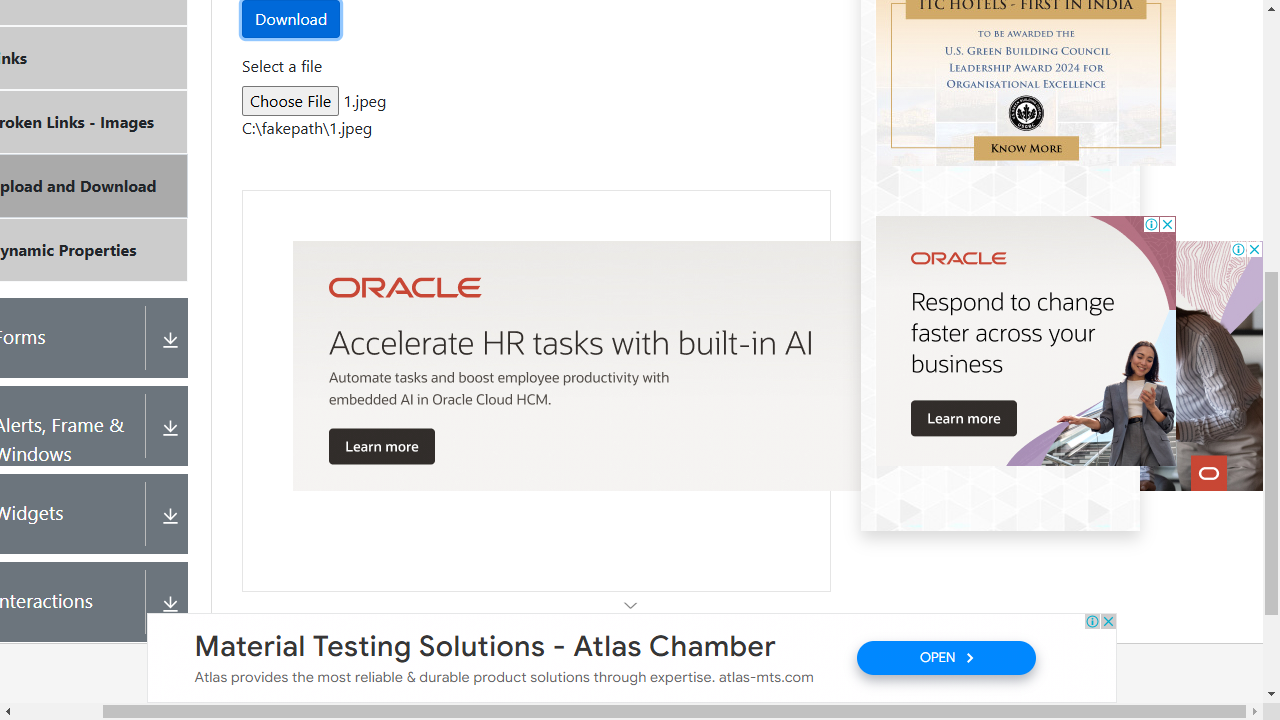 Download
Select a file
Choose File 1.jpeg
C:\fakepath\1.jpeg
nks
roken Links - Images
pload and Download
ynamic Properties
Forms
Alerts, Frame &
Windows
Widgets
nteractions
ITC HOTELS - FIRST IN INDIA
TO BE AWARDED THE
U.S. GREEN BUILDING COUNCIL
LEADERSHIP AWARD 2024 FOR
ORGANISATIONAL EXCELLENCE
KNOW MORE
ORACLE
Accelerate HR tasks with built-in AI
Automate tasks and boost employee productivity with
embedded AI in Oracle Cloud HCM.
Learn more
ORACLE
Respond to change
faster across your
business
Learn more
Material Testing Solutions - Atlas Chamber
Atlas provides the most reliable & durable product solutions through expertise. atlas-mts.com
OPEN